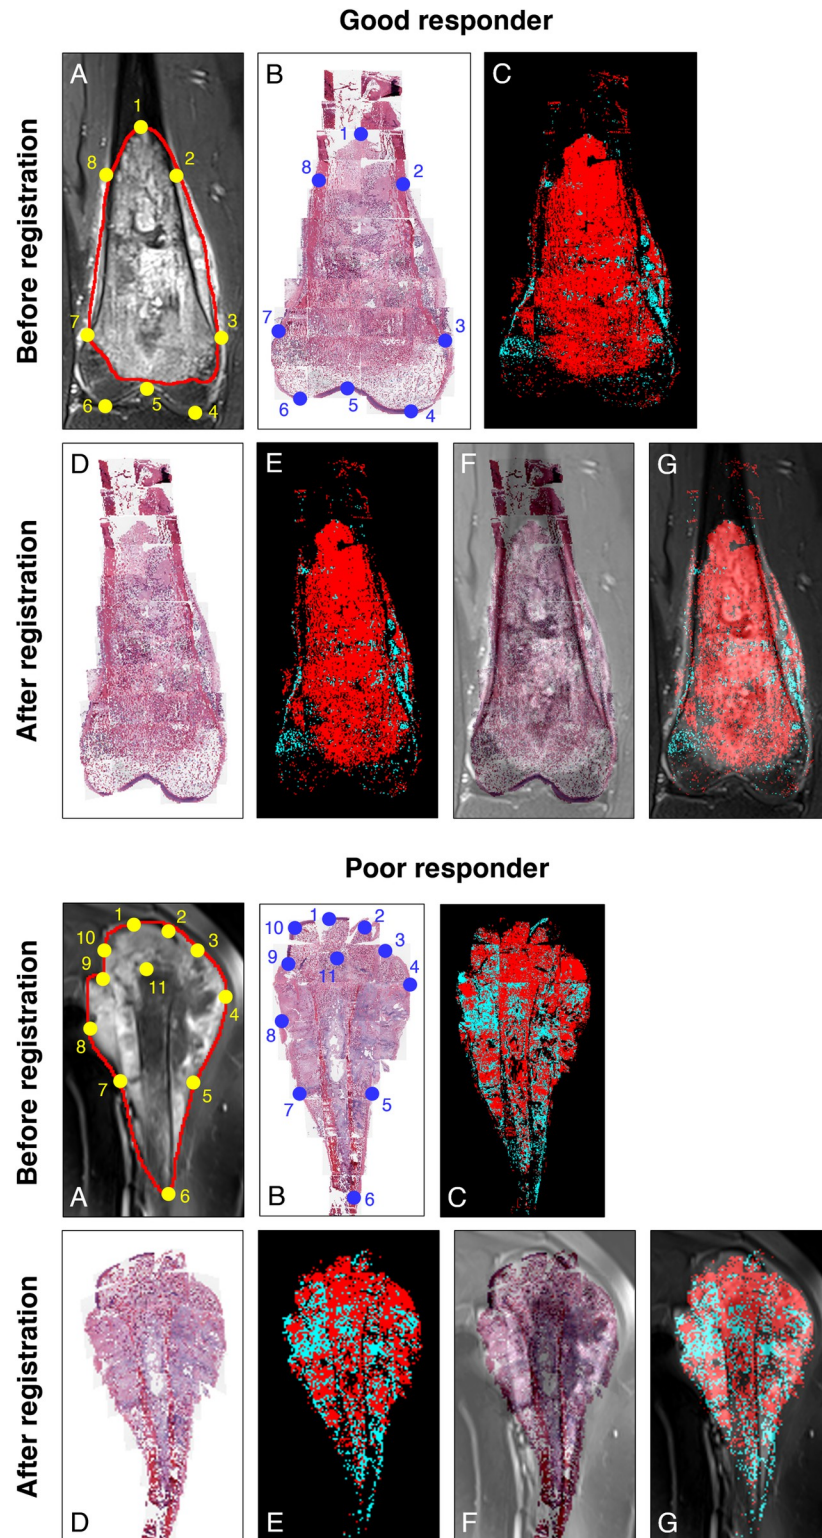 Good responder
Before registration
A
1
8
2
7
3
5
6
4
B
1
8
2
7
3
6
5
4
C
After registration
D
E
F
G
Poor responder
Before registration
1
2
10
3
9
11
4
8
7
5
6
A
1
2
10
3
9
11
4
8
7
5
6
B
C
After registration
D
E
F
G